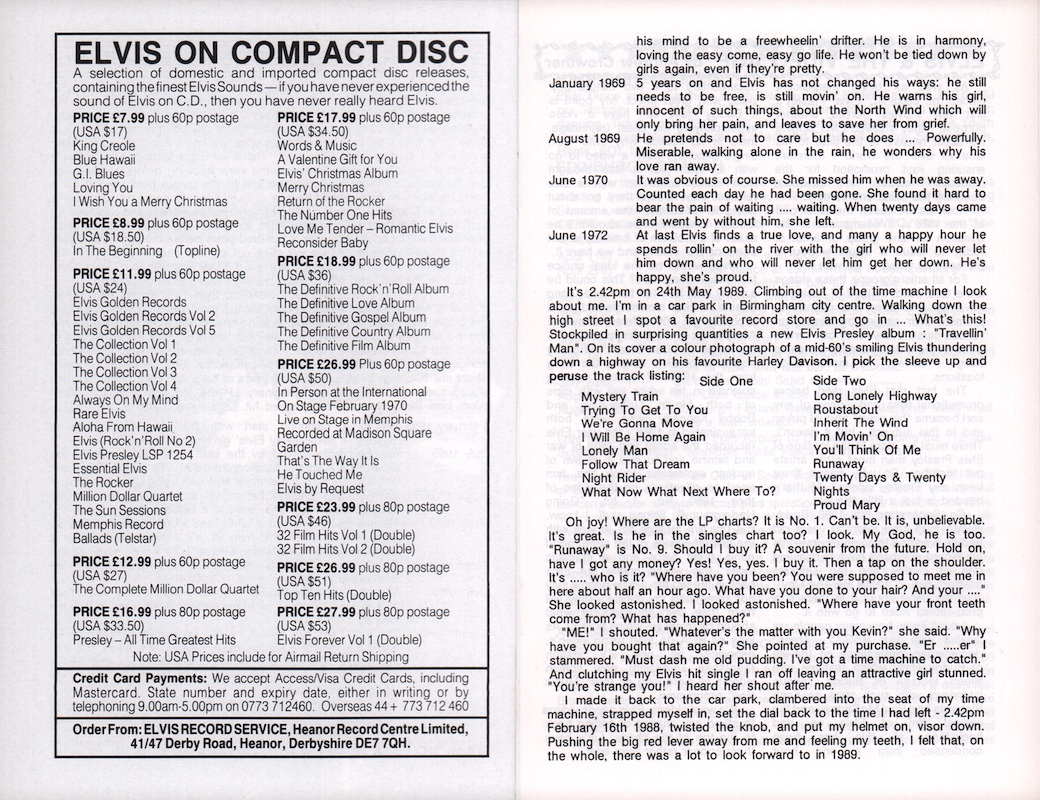 ELVIS ON COMPACT DISC
A selection of domestic and imported compact disc releases,
containing the finest Elvis Sounds — if you have never experienced the
sound of Elvis on C.D., then you have never really heard Elvis.
PRICE £7.99 plus 60p postage
(USA $17)
King Creole
Blue Hawaii
G.I. Blues
Loving You
I Wish You a Merry Christmas
PRICE £8.99 plus 60p postage
(USA $18.50)
In The Beginning (Topline)
PRICE £11.99 plus 60p postage
(USA $24)
Elvis Golden Records
Elvis Golden Records Vol 2
Elvis Golden Records Vol 5
The Collection Vol 1
The Collection Vol 2
The Collection Vol 3
The Collection Vol 4
Always On My Mind
Rare Elvis
Aloha From Hawaii
Elvis (Rock'n'Roll No 2)
Elvis Presley LSP 1254
Essential Elvis
The Rocker
Million Dollar Quartet
The Sun Sessions
Memphis Record
Ballads (Telstar)
PRICE £12.99 plus 60p postage
(USA $27)
The Complete Million Dollar Quartet
PRICE £16.99 plus 80p postage
(USA $33.50)
Presley – All Time Greatest Hits
PRICE £17.99 plus 60p postage
(USA $34.50)
Words & Music
A Valentine Gift for You
Elvis' Christmas Album
Merry Christmas
Return of the Rocker
The Number One Hits
Love Me Tender – Romantic Elvis
Reconsider Baby
PRICE £18.99 plus 60p postage
(USA $36)
The Definitive Rock'n'Roll Album
The Definitive Love Album
The Definitive Gospel Album
The Definitive Country Album
The Definitive Film Album
PRICE £26.99 Plus 60p postage
(USA $50)
In Person at the International
On Stage February 1970
Live on Stage in Memphis
Recorded at Madison Square
Garden
That's The Way It Is
He Touched Me
Elvis by Request
PRICE £23.99 plus 80p postage
(USA $46)
32 Film Hits Vol 1 (Double)
32 Film Hits Vol 2 (Double)
PRICE £26.99 plus 80p postage
(USA $51)
Top Ten Hits (Double)
PRICE £27.99 plus 80p postage
(USA $53)
Elvis Forever Vol 1 (Double)
Note: USA Prices include for Airmail Return Shipping
Credit Card Payments: We accept Access/Visa Credit Cards, including
Mastercard. State number and expiry date, either in writing or by
telephoning 9.00am-5.00pm on 0773 712460. Overseas 44 + 773 712 460
Order From: ELVIS RECORD SERVICE, Heanor Record Centre Limited,
41/47 Derby Road, Heanor, Derbyshire DE7 7QH.
his mind to be a freewheelin' drifter. He is in harmony,
loving the easy come, easy go life. He won't be tied down by
girls again, even if they're pretty.
January 1969 5 years on and Elvis has not changed his ways: he still
needs to be free, is still movin' on. He warns his girl,
innocent of such things, about the North Wind which will
only bring her pain, and leaves to save her from grief.
August 1969 He pretends not to care but he does ... Powerfully.
Miserable, walking alone in the rain, he wonders why his
love ran away.
June 1970 It was obvious of course. She missed him when he was away.
Counted each day he had been gone. She found it hard to
bear the pain of waiting .... waiting. When twenty days came
and went by without him, she left.
June 1972 At last Elvis finds a true love, and many a happy hour he
spends rollin' on the river with the girl who will never let
him down and who will never let him get her down. He's
happy, she's proud.
It's 2.42pm on 24th May 1989. Climbing out of the time machine I look
about me. I'm in a car park in Birmingham city centre. Walking down the
high street I spot a favourite record store and go in ... What's this!
Stockpiled in surprising quantities a new Elvis Presley album : "Travellin'
Man". On its cover a colour photograph of a mid-60's smiling Elvis thundering
down a highway on his favourite Harley Davison. I pick the sleeve up and
peruse the track listing:
Side One
Mystery Train
Trying To Get To You
We're Gonna Move
I Will Be Home Again
Lonely Man
Follow That Dream
Night Rider
What Now What Next Where To?
Side Two
Long Lonely Highway
Roustabout
Inherit The Wind
I'm Movin' On
You'll Think Of Me
Runaway
Twenty Days & Twenty
Nights
Proud Mary
Oh joy! Where are the LP charts? It is No. 1. Can't be. It is, unbelievable.
It's great. Is he in the singles chart too? I look. My God, he is too.
"Runaway" is No. 9. Should I buy it? A souvenir from the future. Hold on,
have I got any money? Yes! Yes, yes. I buy it. Then a tap on the shoulder.
It's ..... who is it? "Where have you been? You were supposed to meet me in
here about half an hour ago. What have you done to your hair? And your ...."
She looked astonished. I looked astonished. "Where have your front teeth
come from? What has happened?"
"ME!" I shouted. "Whatever's the matter with you Kevin?" she said. "Why
have you bought that again?" She pointed at my purchase. "Er .....er" I
stammered. "Must dash me old pudding. I've got a time machine to catch."
And clutching my Elvis hit single I ran off leaving an attractive girl stunned.
"You're strange you!" I heard her shout after me.
I made it back to the car park, clambered into the seat of my time
machine, strapped myself in, set the dial back to the time I had left - 2.42pm
February 16th 1988, twisted the knob, and put my helmet on, visor down.
Pushing the big red lever away from me and feeling my teeth, I felt that, on
the whole, there was a lot to look forward to in 1989.